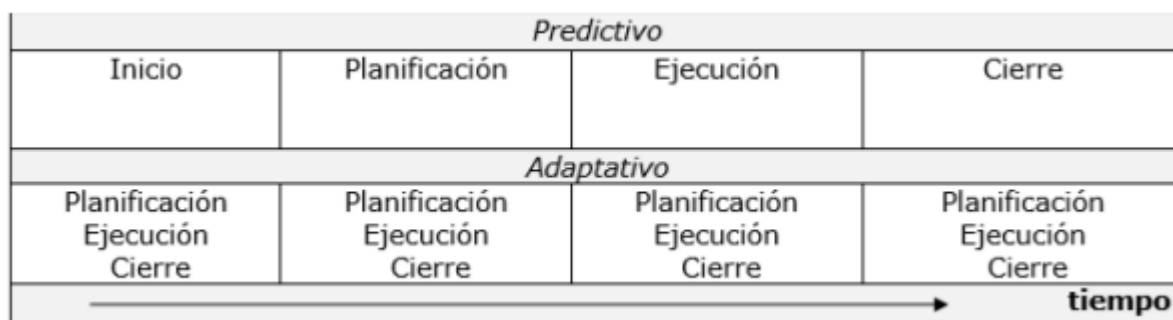 Predictivo
Inicio Planificación Ejecución Cierre
Adaptativo
Planificación Planificación Planificación Planificación
Ejecución Ejecución Ejecución Ejecución
Cierre Cierre Cierre Cierre
tiempo